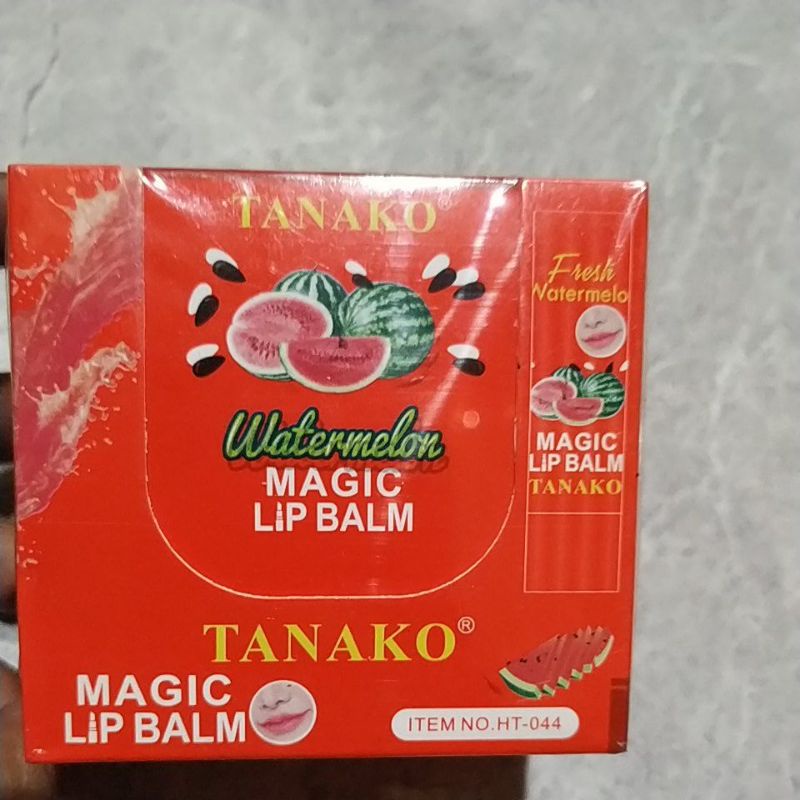 TANAKO®
Watermelon
MAGIC
LIP BALM
Fresh
Watermelo
MAGIC
LIP BALM
TANAKO
TANAKO®
MAGIC
LIP BALM
ITEM NO.HT-044